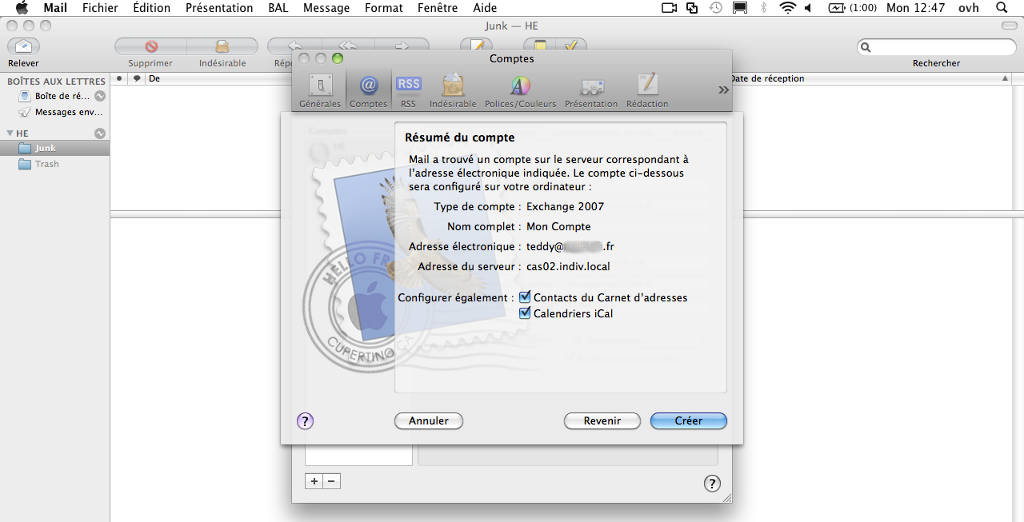 Mail Fichier Édition Présentation BAL Message Format Fenêtre Aide (1:00) Mon 12:47 ovh
Junk — HE
Relever Supprimer Indésirable Rechercher
Comptes
Générales Comptes RSS Indésirable Polices/Couleurs Présentation Rédaction
BOÎTES AUX LETTRES
De
Date de réception
Boîte de ré...
Messages env...
HE
Junk
Trash
Résumé du compte
Mail a trouvé un compte sur le serveur correspondant à
l'adresse électronique indiquée. Le compte ci-dessous
sera configuré sur votre ordinateur :
Type de compte : Exchange 2007
Nom complet : Mon Compte
Adresse électronique : teddy@ .fr
Adresse du serveur : cas02.indiv.local
Configurer également : Contacts du Carnet d'adresses
Calendriers iCal
HELLO FR
CUPERTINO CA
? Annuler Revenir Créer
+ − ?